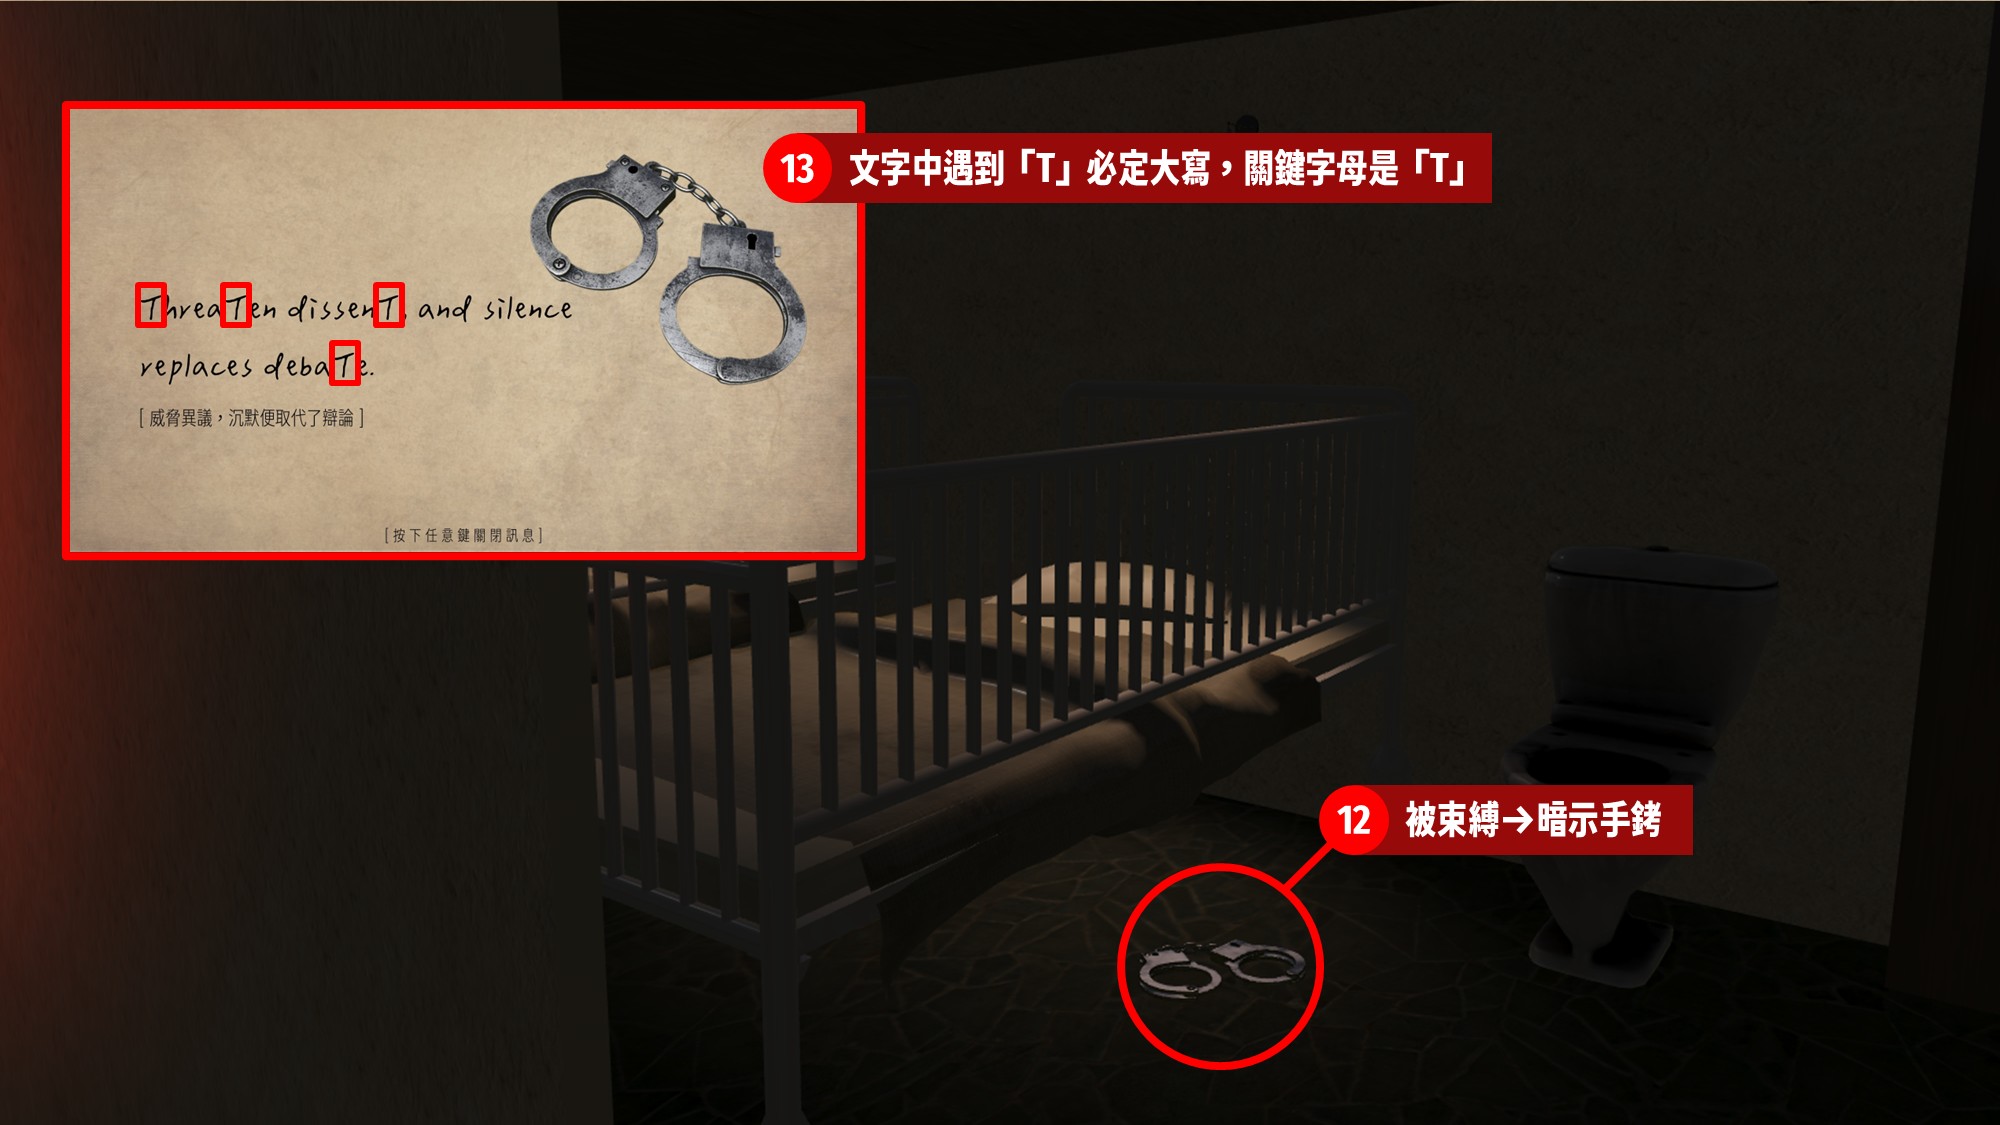 13 文字中遇到「T」必定大寫，關鍵字母是「T」
ThreaTen dissenT, and silence
replaces debaTe.
[ 威脅異議，沉默便取代了辯論 ]
[按下任意鍵關閉訊息]
12 被束縛→暗示手銬